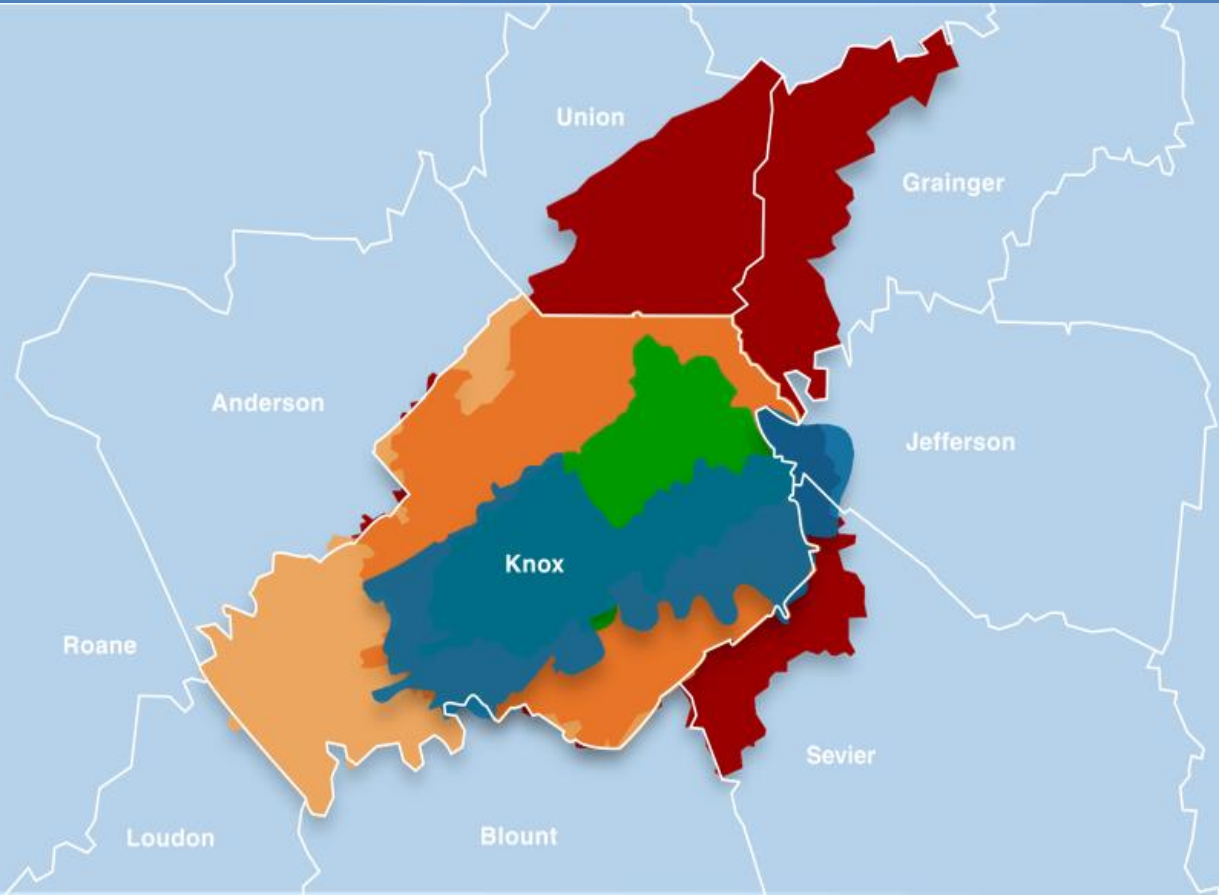 Union
Grainger
Anderson
Jefferson
Knox
Roane
Sevier
Loudon
Blount